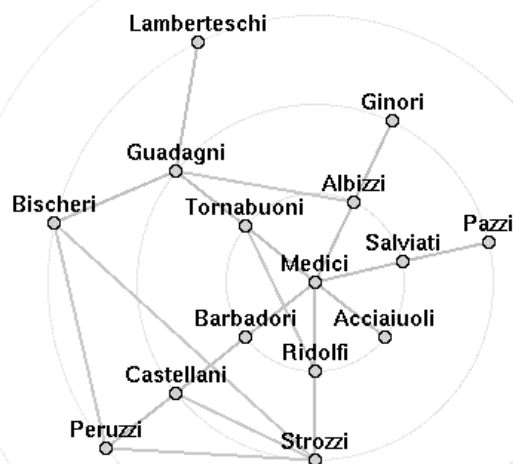 Lamberteschi
Ginori
Guadagni
Albizzi
Bischeri
Tornabuoni
Pazzi
Salviati
Medici
Barbadori
Acciaiuoli
Ridolfi
Castellani
Peruzzi
Strozzi